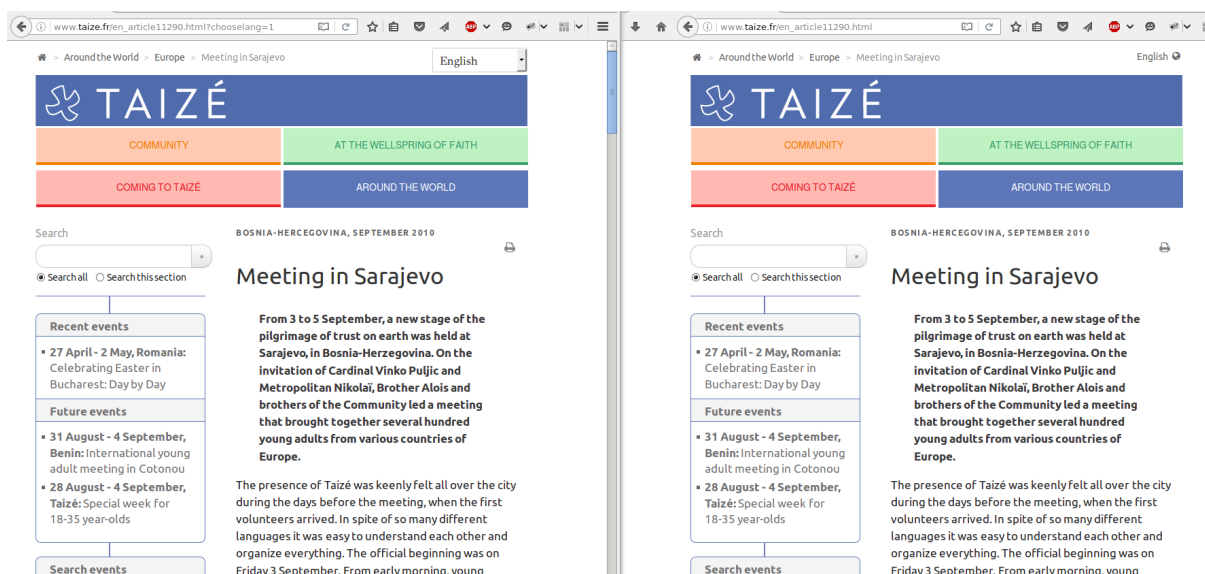 www.taize.fr/en_article11290.html?chooselang=1
ABP
> Around the World > Europe > Meeting in Sarajevo
English
TAIZÉ
COMMUNITY
AT THE WELLSPRING OF FAITH
COMING TO TAIZÉ
AROUND THE WORLD
Search
Search all Search this section
Recent events
27 April - 2 May, Romania:
Celebrating Easter in
Bucharest: Day by Day
Future events
31 August - 4 September,
Benin: International young
adult meeting in Cotonou
28 August - 4 September,
Taizé: Special week for
18-35 year-olds
Search events
BOSNIA-HERCEGOVINA, SEPTEMBER 2010
Meeting in Sarajevo
From 3 to 5 September, a new stage of the
pilgrimage of trust on earth was held at
Sarajevo, in Bosnia-Herzegovina. On the
invitation of Cardinal Vinko Puljic and
Metropolitan Nikolaï, Brother Alois and
brothers of the Community led a meeting
that brought together several hundred
young adults from various countries of
Europe.
The presence of Taizé was keenly felt all over the city
during the days before the meeting, when the first
volunteers arrived. In spite of so many different
languages it was easy to understand each other and
organize everything. The official beginning was on
Friday 3 September. From early morning, young
www.taize.fr/en_article11290.html
ABP
> Around the World > Europe > Meeting in Sarajevo
English
TAIZÉ
COMMUNITY
AT THE WELLSPRING OF FAITH
COMING TO TAIZÉ
AROUND THE WORLD
Search
Search all Search this section
Recent events
27 April - 2 May, Romania:
Celebrating Easter in
Bucharest: Day by Day
Future events
31 August - 4 September,
Benin: International young
adult meeting in Cotonou
28 August - 4 September,
Taizé: Special week for
18-35 year-olds
Search events
BOSNIA-HERCEGOVINA, SEPTEMBER 2010
Meeting in Sarajevo
From 3 to 5 September, a new stage of the
pilgrimage of trust on earth was held at
Sarajevo, in Bosnia-Herzegovina. On the
invitation of Cardinal Vinko Puljic and
Metropolitan Nikolaï, Brother Alois and
brothers of the Community led a meeting
that brought together several hundred
young adults from various countries of
Europe.
The presence of Taizé was keenly felt all over the city
during the days before the meeting, when the first
volunteers arrived. In spite of so many different
languages it was easy to understand each other and
organize everything. The official beginning was on
Friday 3 September. From early morning, young